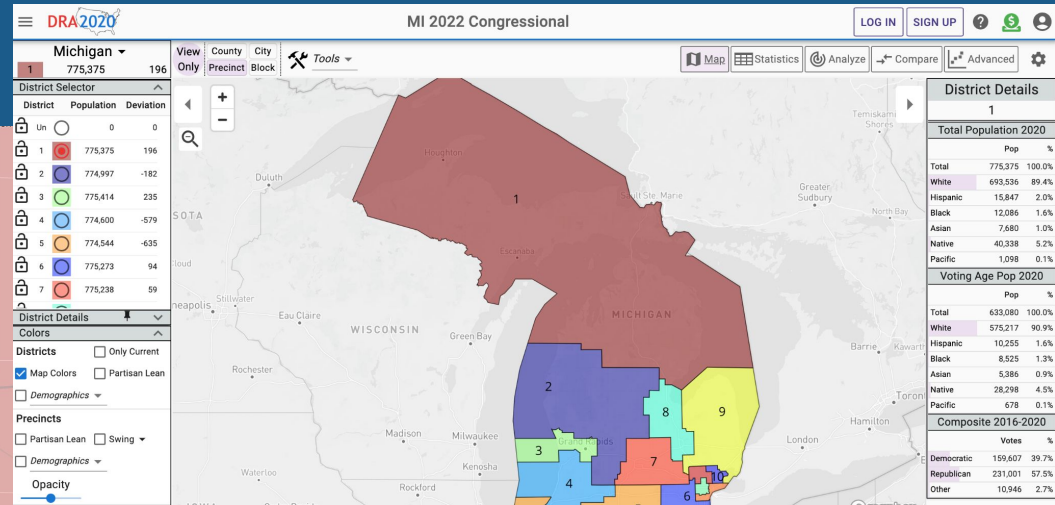 DRA2020
MI 2022 Congressional
LOG IN
SIGN UP
Michigan
1 775,375 196
View Only
County City
Precinct Block
Tools
Map
Statistics
Analyze
Compare
Advanced
District Selector
District Population Deviation
Un 0 0
1 775,375 196
2 774,997 -182
3 775,414 235
4 774,600 -579
5 774,544 -635
6 775,273 94
7 775,238 59
District Details
Colors
Districts
Only Current
Map Colors
Partisan Lean
Demographics
Precincts
Partisan Lean
Swing
Demographics
Opacity
+
−
Temiskaming Shores
Houghton
Duluth
1
Sault Ste. Marie
Greater Sudbury
North Bay
SOTA
Escanaba
Cloud
Stillwater
neapolis
Eau Claire
WISCONSIN
Green Bay
MICHIGAN
Barrie
Kawart
Rochester
2
8
9
Toron
Hamilton
Madison
Milwaukee
3
Grand Rapids
London
Kenosha
7
Waterloo
Rockford
4
10
6
District Details
1
Total Population 2020
Pop %
Total 775,375 100.0%
White 693,536 89.4%
Hispanic 15,847 2.0%
Black 12,086 1.6%
Asian 7,680 1.0%
Native 40,338 5.2%
Pacific 1,098 0.1%
Voting Age Pop 2020
Pop %
Total 633,080 100.0%
White 575,217 90.9%
Hispanic 10,255 1.6%
Black 8,525 1.3%
Asian 5,386 0.9%
Native 28,298 4.5%
Pacific 678 0.1%
Composite 2016-2020
Votes %
Democratic 159,607 39.7%
Republican 231,001 57.5%
Other 10,946 2.7%